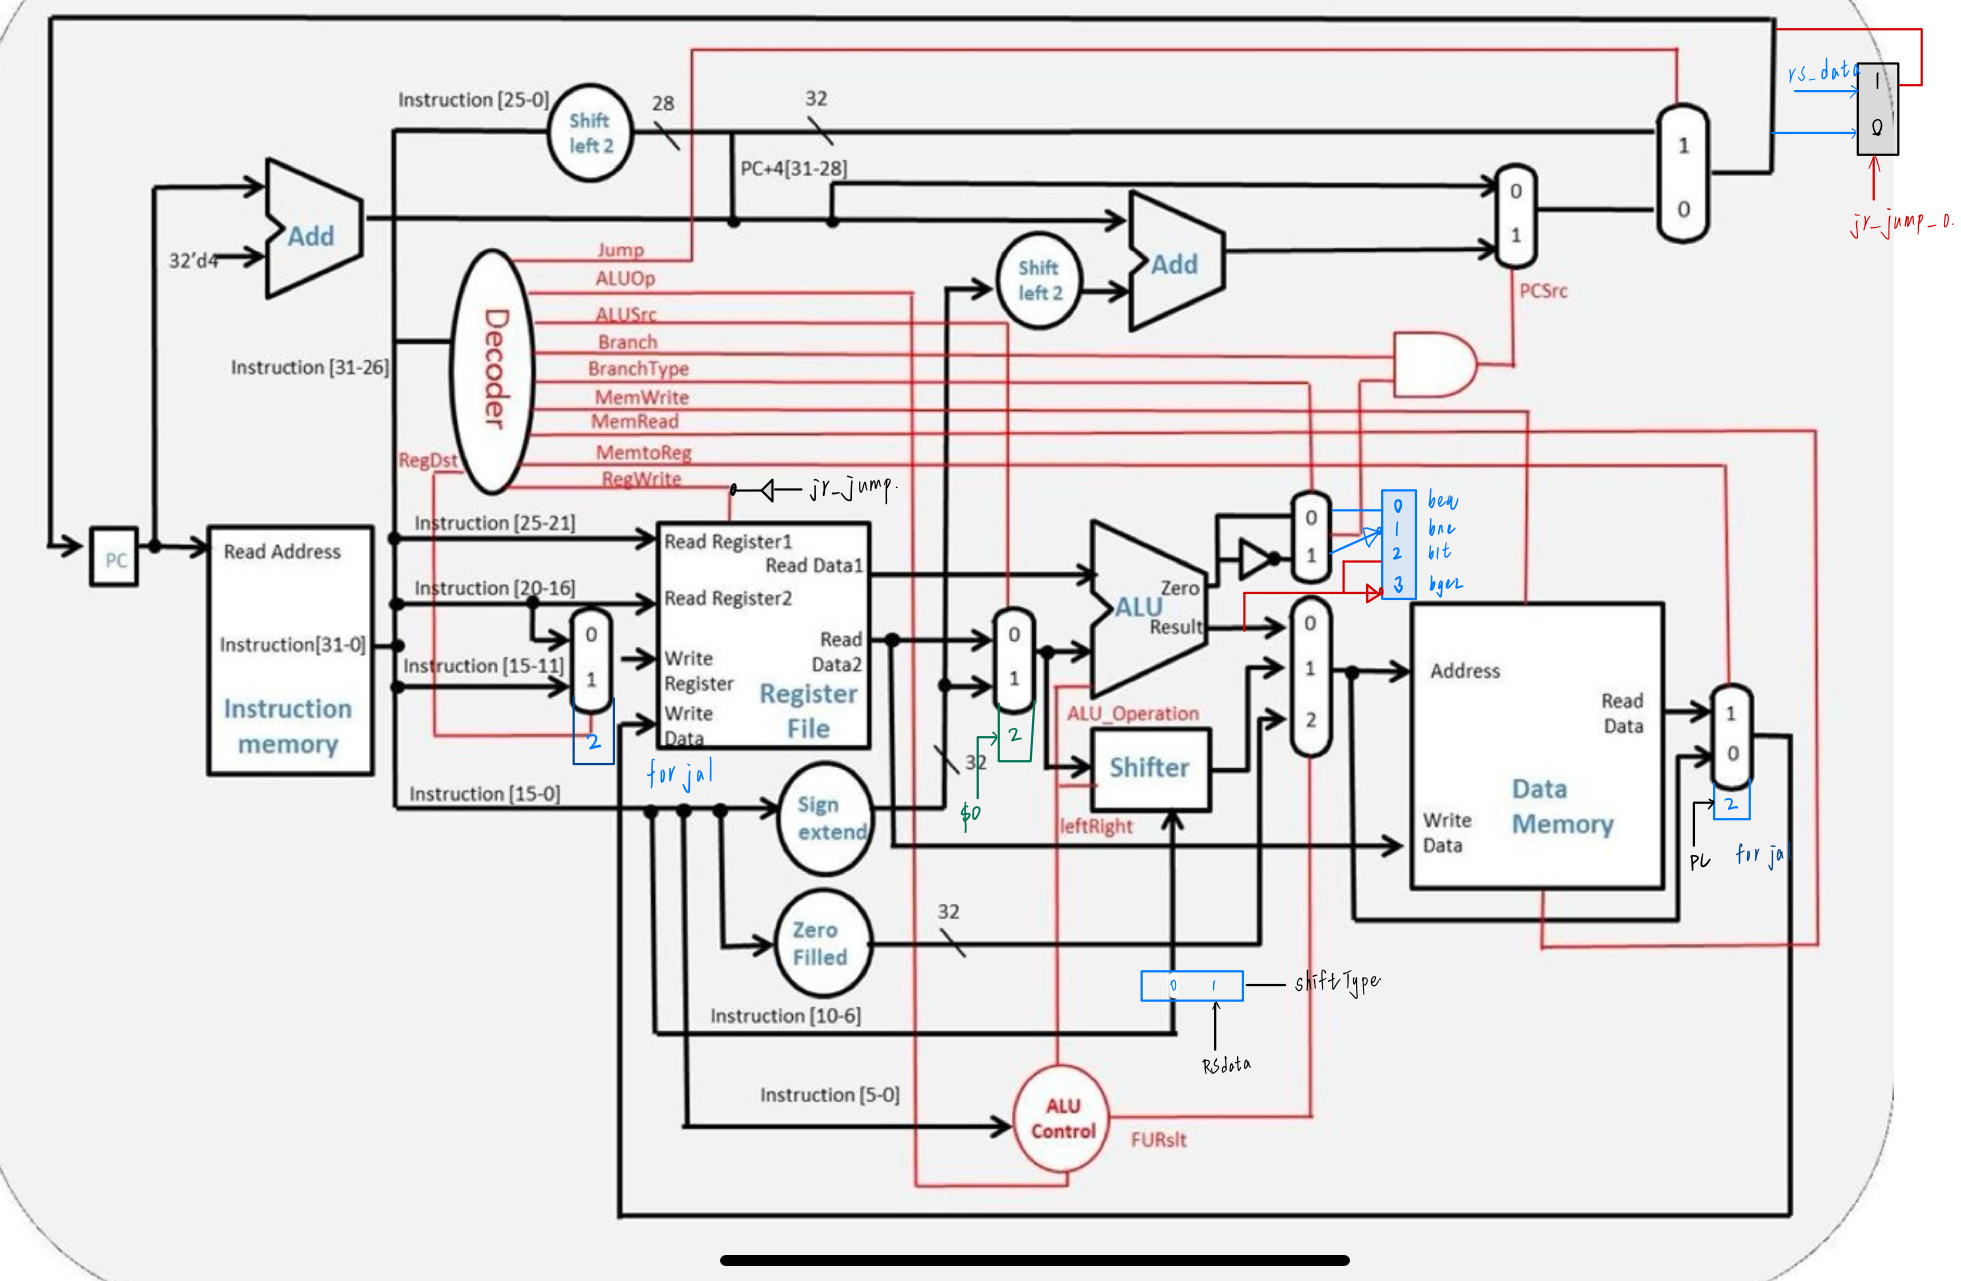 rs_data
1
0
jr_jump_o.
Instruction [25-0]
Shift
left 2
28
32
1
0
PC+4[31-28]
0
1
Add
32'd4
Shift
left 2
Add
PCSrc
Decoder
Jump
ALUOp
ALUSrc
Branch
BranchType
MemWrite
MemRead
MemtoReg
RegWrite
RegDst
Instruction [31-26]
jr_jump.
PC
Read Address
Instruction
memory
Instruction[31-0]
Instruction [25-21]
Instruction [20-16]
Instruction [15-11]
0
1
2
for jal
Read Register1
Read Data1
Read Register2
Read
Data2
Write
Register
Register
File
Write
Data
0
1
2
$0
ALU
Zero
Result
ALU_Operation
Shifter
leftRight
0
1
0 beq
1 bne
2 blt
3 bgez
0
1
2
Address
Read
Data
Data
Memory
Write
Data
1
0
2
PC
for ja
Instruction [15-0]
Sign
extend
32
Zero
Filled
32
0 1
shiftType
RSdata
Instruction [10-6]
Instruction [5-0]
ALU
Control
FURslt